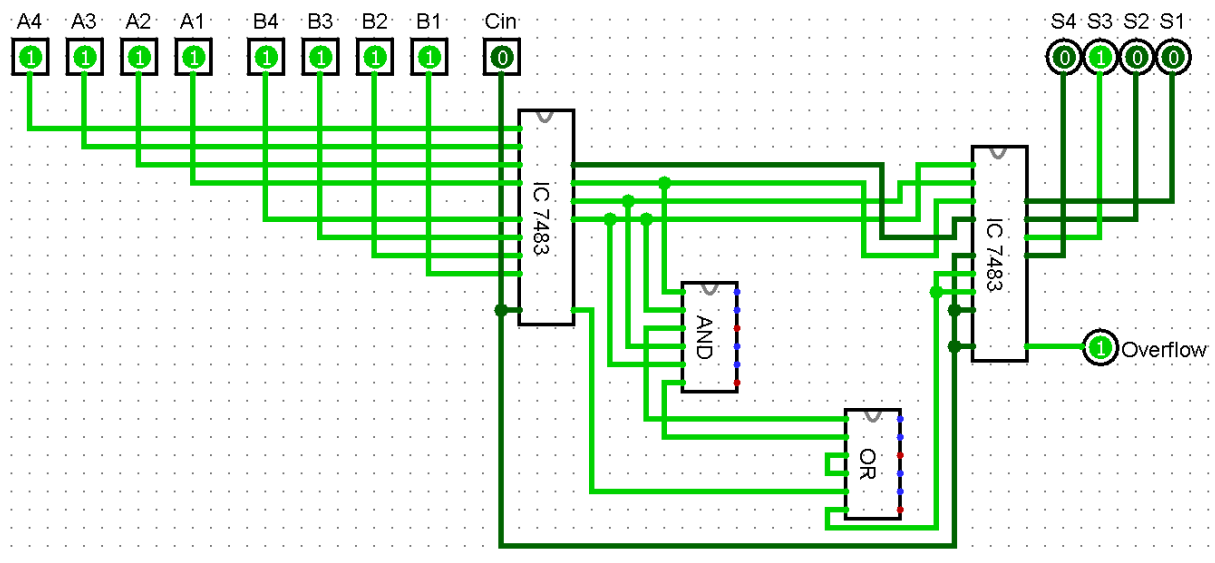 A4 A3 A2 A1 B4 B3 B2 B1 Cin S4 S3 S2 S1
1 1 1 1 1 1 1 1 0 0 1 0 0
IC 7483
IC 7483
AND
1 Overflow
OR